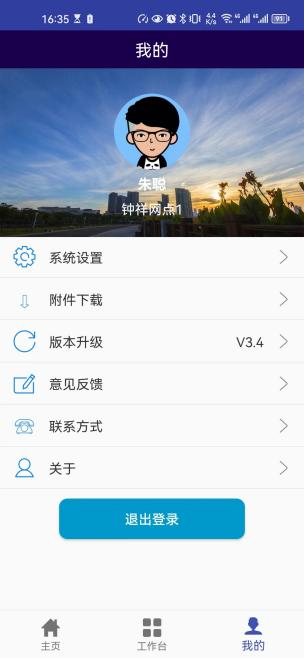 16:35
4.4
K/s
我的
朱聪
钟祥网点1
系统设置
附件下载
版本升级 V3.4
意见反馈
联系方式
关于
退出登录
主页 工作台 我的